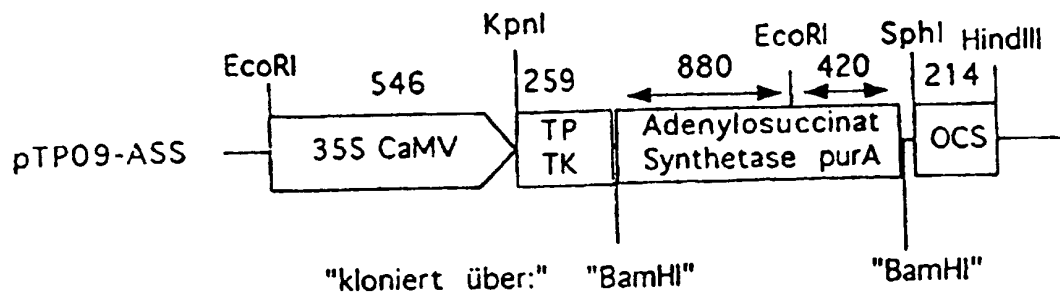 KpnI
EcoRI
SphI
HindIII
EcoRI
546
259
880
420
214
pTP09-ASS
35S CaMV
TP
TK
Adenylosuccinat
Synthetase purA
OCS
"kloniert über:" "BamHI"
"BamHI"